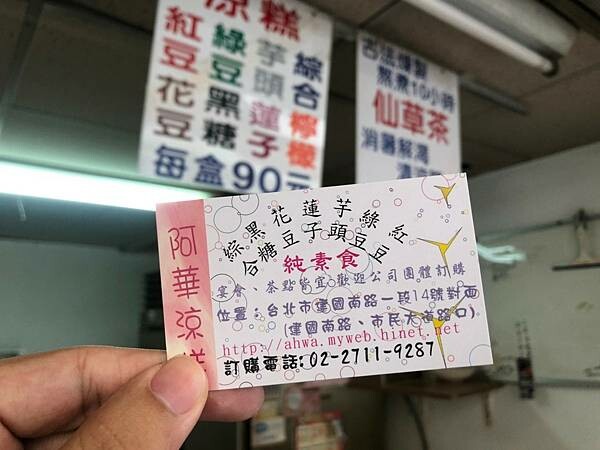 涼糕
紅豆 綠豆 芋頭 綜合
花豆 黑糖 蓮子 檸檬
每盒90元
古法燻製
熬煮10小時
仙草茶
消暑解渴
阿華涼糕
紅豆 綠豆 芋頭 蓮子 花豆 黑糖 綜合
純素食
宴會、茶點皆宜,歡迎公司團體訂購
位置:台北市建國南路一段14號對面
(建國南路、市民大道路口)
http://ahwa.myweb.hinet.net
訂購電話:02-2711-9287